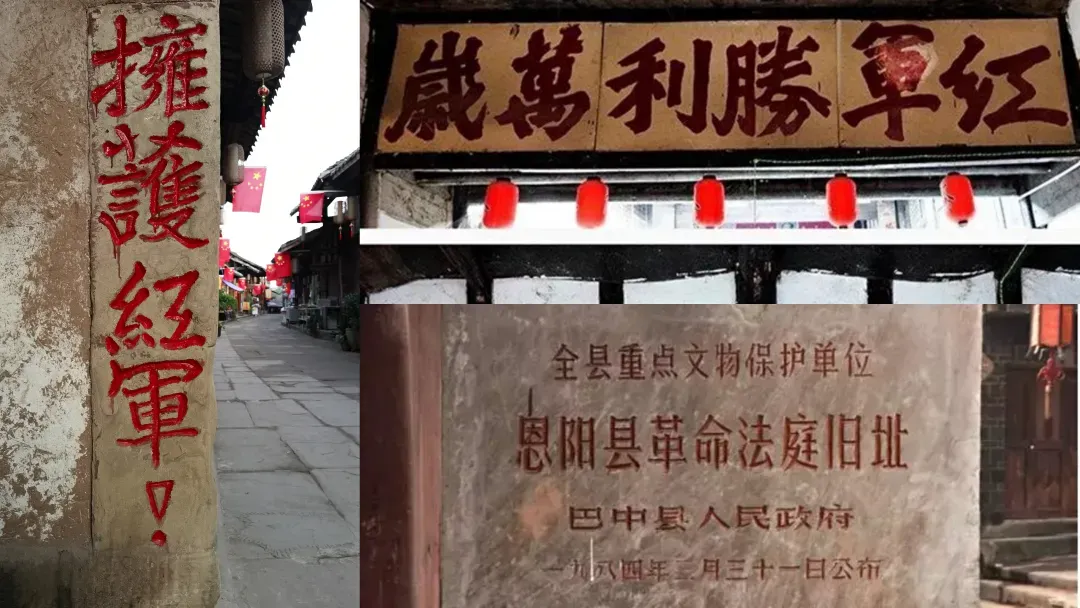 擁護紅軍！
紅軍勝利萬歲
全县重点文物保护单位
恩阳县革命法庭旧址
巴中县人民政府
一九八四年三月三十一日公布